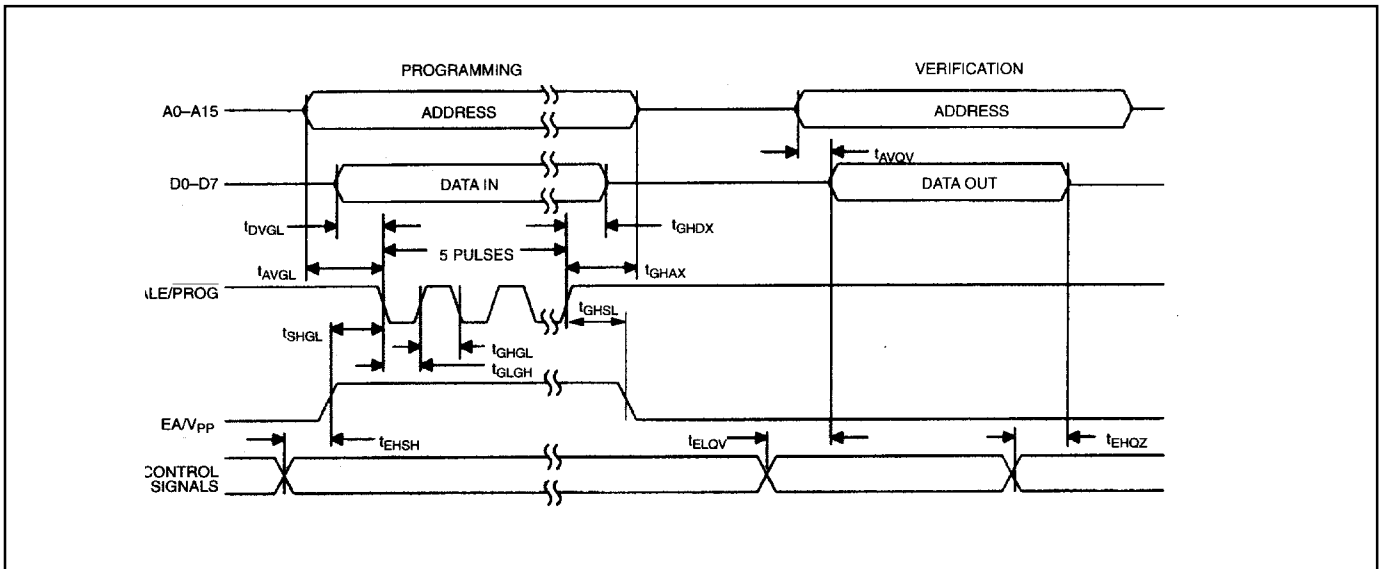 PROGRAMMING
VERIFICATION
A0–A15
ADDRESS
ADDRESS
tAVQV
D0–D7
DATA IN
DATA OUT
tDVGL
tGHDX
5 PULSES
tAVGL
tGHAX
LE/PROG
tGHSL
tSHGL
tGHGL
tGLGH
EA/VPP
tEHSH
tELQV
tEHQZ
CONTROL
SIGNALS